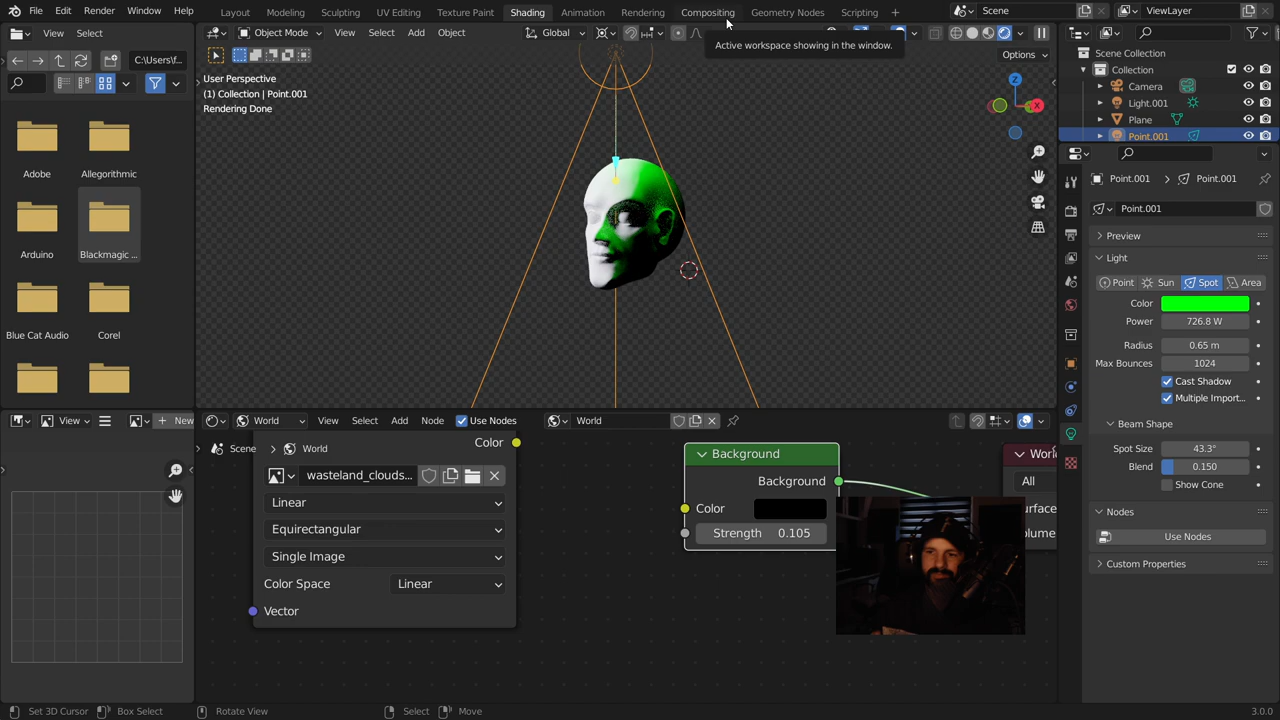 File Edit Render Window Help Layout Modeling Sculpting UV Editing Texture Paint Shading Animation Rendering Compositing Geometry Nodes Scripting + Scene ViewLayer
View Select Object Mode View Select Add Object Global
Active workspace showing in the window.
C:\Users\f...
Options
User Perspective
(1) Collection | Point.001
Rendering Done
Z
X
Adobe Allegorithmic
Arduino Blackmagic ...
Blue Cat Audio Corel
Scene Collection
Collection
Camera
Light.001
Plane
Point.001
Point.001 > Point.001
Point.001
Preview
Light
Point Sun Spot Area
Color
Power 726.8 W
Radius 0.65 m
Max Bounces 1024
Cast Shadow
Multiple Import...
Beam Shape
Spot Size 43.3°
Blend 0.150
Show Cone
Nodes
Use Nodes
Custom Properties
View + New
World View Select Add Node Use Nodes World
Color
Scene > World
wasteland_clouds...
Linear
Equirectangular
Single Image
Color Space Linear
Vector
Background
Background
Color
Strength 0.105
All
Set 3D Cursor Box Select Rotate View Select Move 3.0.0